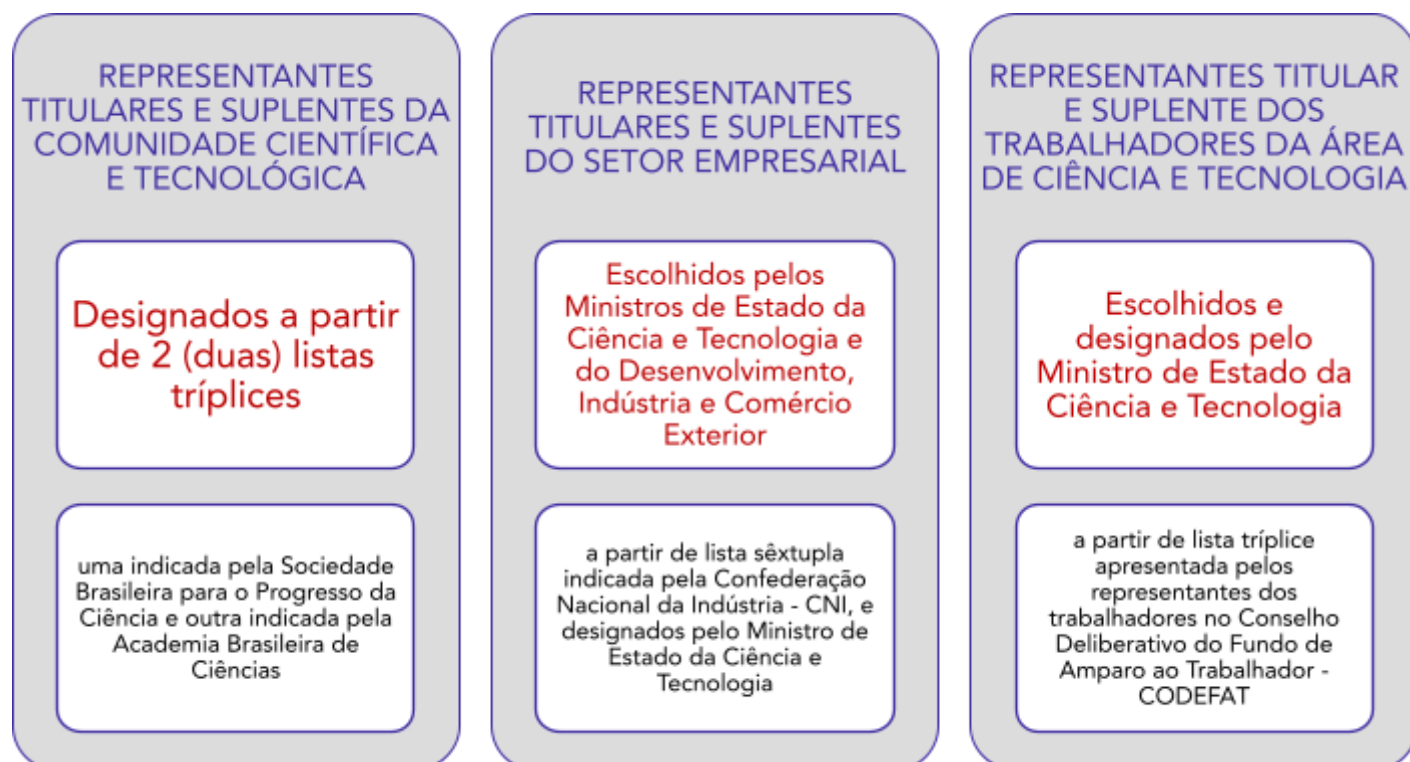 REPRESENTANTES
TITULARES E SUPLENTES DA
COMUNIDADE CIENTÍFICA
E TECNOLÓGICA
Designados a partir
de 2 (duas) listas
tríplices
uma indicada pela Sociedade
Brasileira para o Progresso da
Ciência e outra indicada pela
Academia Brasileira de
Ciências
REPRESENTANTES
TITULARES E SUPLENTES
DO SETOR EMPRESARIAL
Escolhidos pelos
Ministros de Estado da
Ciência e Tecnologia e
do Desenvolvimento,
Indústria e Comércio
Exterior
a partir de lista sêxtupla
indicada pela Confederação
Nacional da Indústria - CNI, e
designados pelo Ministro de
Estado da Ciência e
Tecnologia
REPRESENTANTES TITULAR
E SUPLENTE DOS
TRABALHADORES DA ÁREA
DE CIÊNCIA E TECNOLOGIA
Escolhidos e
designados pelo
Ministro de Estado da
Ciência e Tecnologia
a partir de lista tríplice
apresentada pelos
representantes dos
trabalhadores no Conselho
Deliberativo do Fundo de
Amparo ao Trabalhador -
CODEFAT